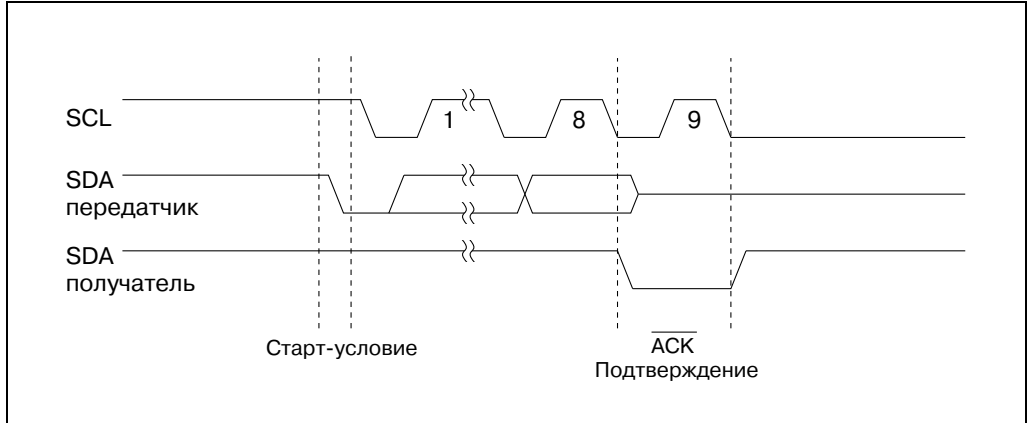 SCL
1
8
9
SDA
передатчик
SDA
получатель
Старт-условие
ACK
Подтверждение